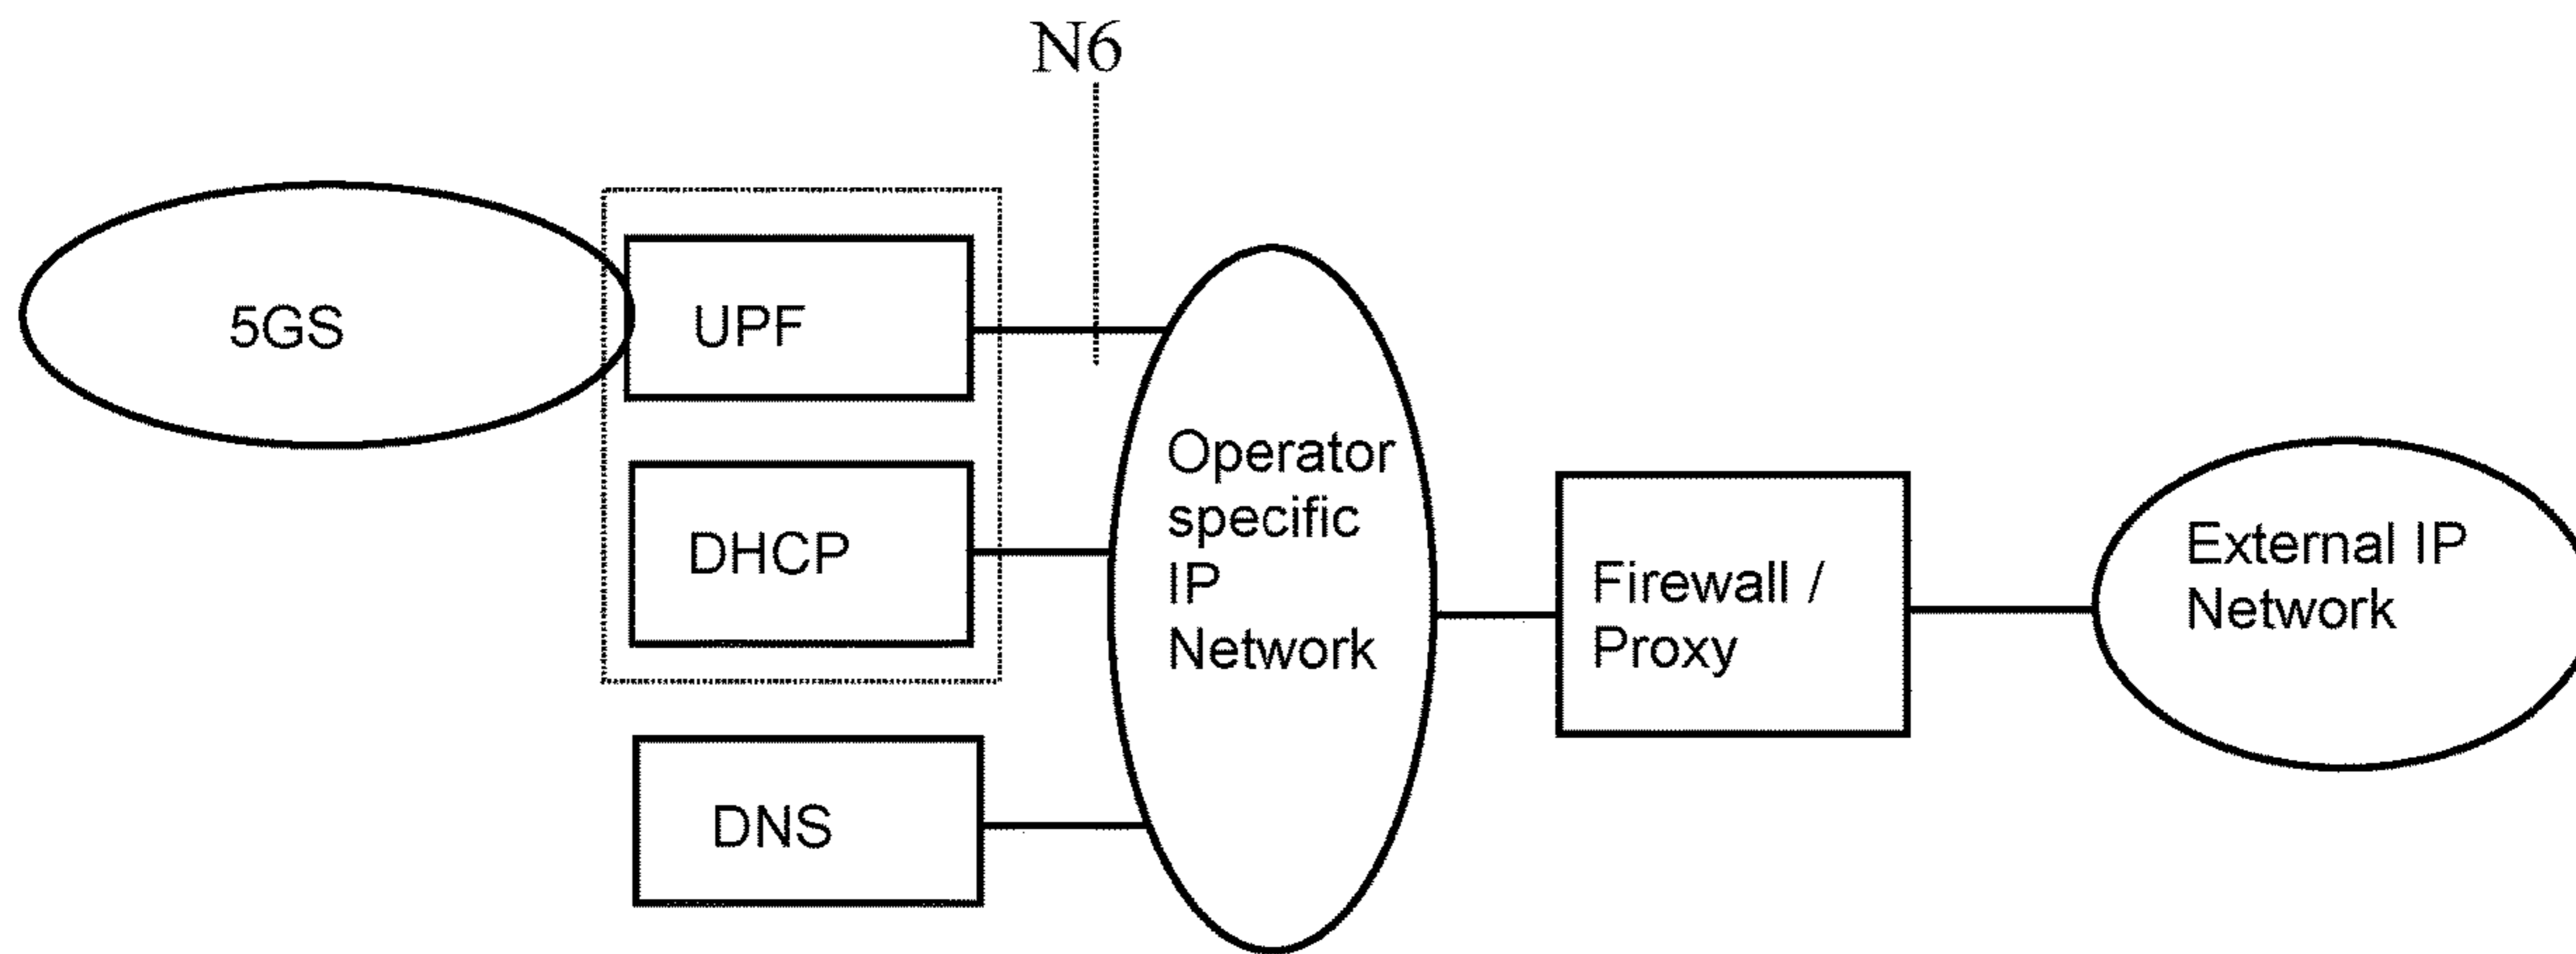 N6
5GS
UPF
DHCP
DNS
Operator
specific
IP
Network
Firewall /
Proxy
External IP
Network